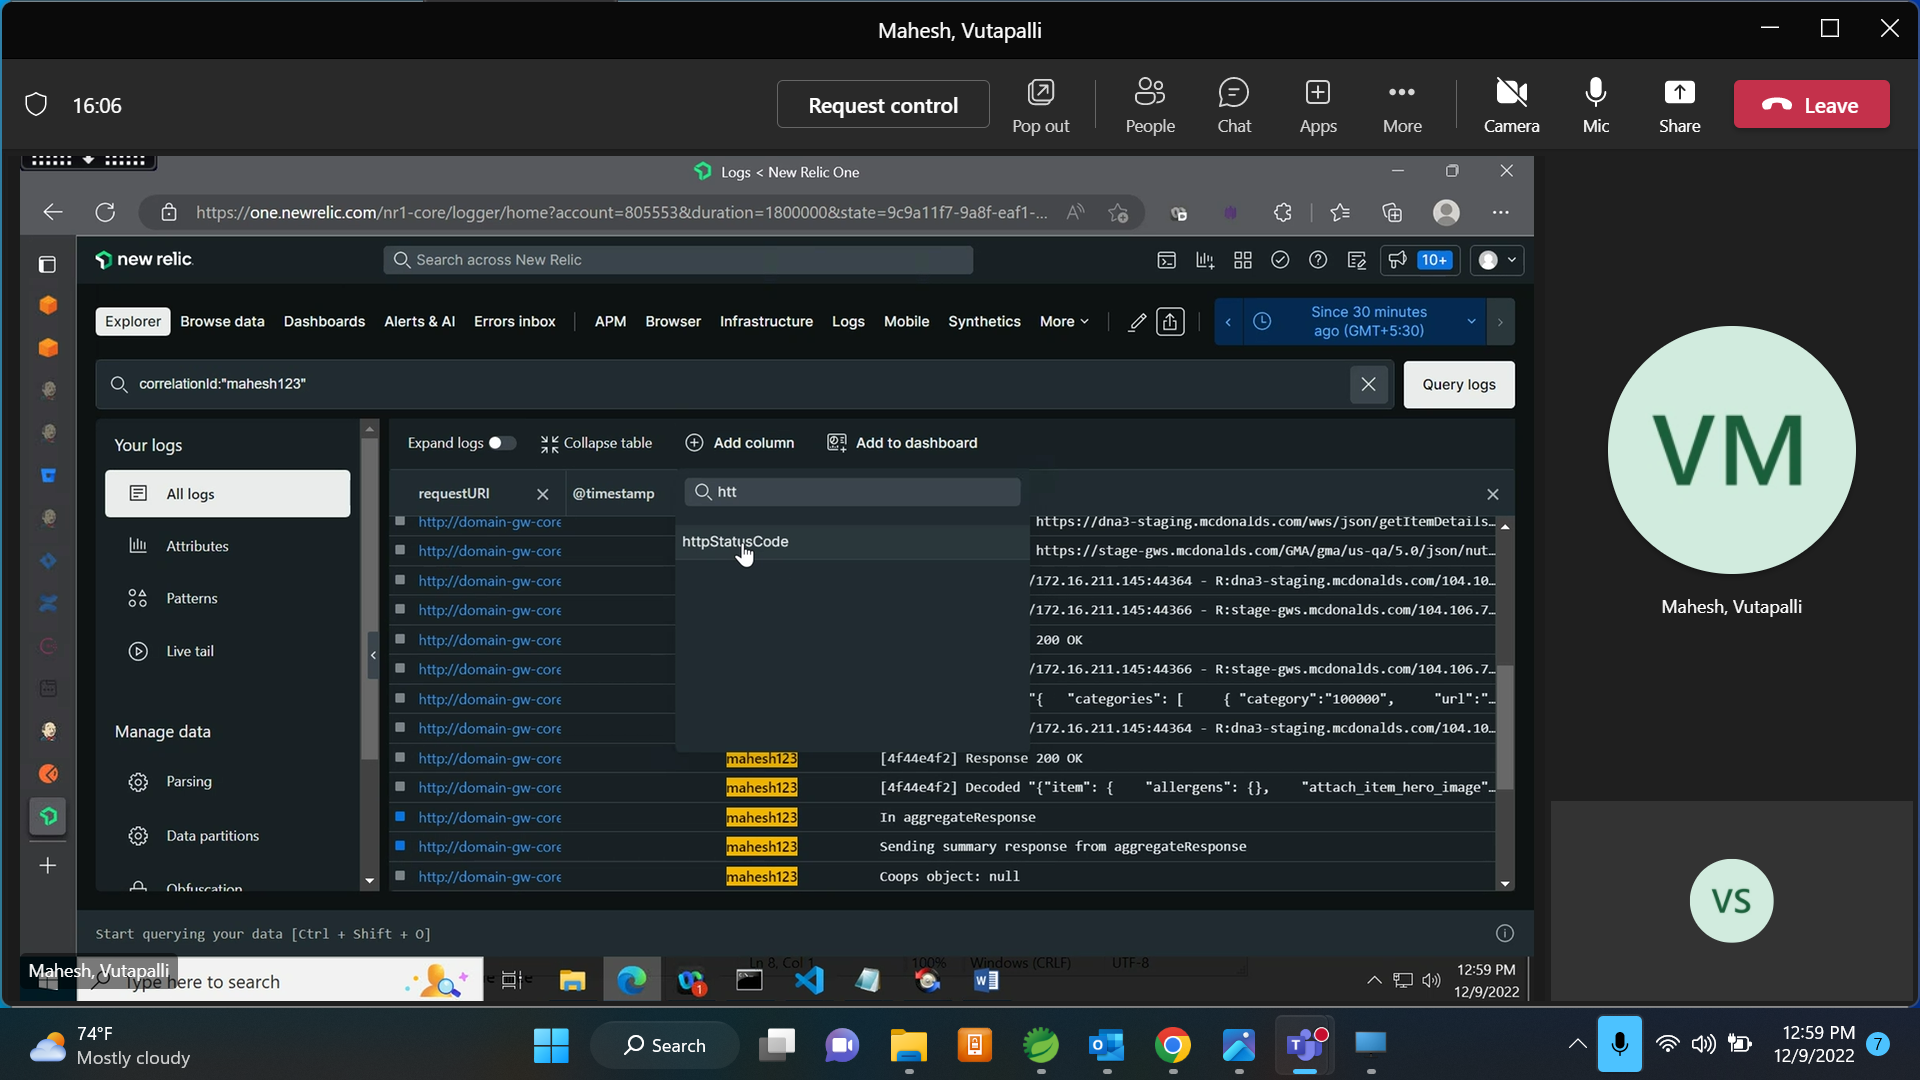 Mahesh, Vutapalli
16:06
Request control
Pop out
People
Chat
Apps
More
Camera
Mic
Share
Leave
Logs < New Relic One
https://one.newrelic.com/nr1-core/logger/home?account=805553&duration=1800000&state=9c9a11f7-9a8f-eaf1-...
new relic.
Search across New Relic
10+
Explorer
Browse data
Dashboards
Alerts & AI
Errors inbox
APM
Browser
Infrastructure
Logs
Mobile
Synthetics
More
Since 30 minutes
ago (GMT+5:30)
correlationId:"mahesh123"
Query logs
Your logs
All logs
Attributes
Patterns
Live tail
Manage data
Parsing
Data partitions
Obfuscation
Expand logs
Collapse table
Add column
Add to dashboard
requestURI
@timestamp
htt
httpStatusCode
http://domain-gw-core https://dna3-staging.mcdonalds.com/wws/json/getItemDetails...
http://domain-gw-core https://stage-gws.mcdonalds.com/GMA/gma/us-qa/5.0/json/nut...
http://domain-gw-core /172.16.211.145:44364 - R:dna3-staging.mcdonalds.com/104.10...
http://domain-gw-core /172.16.211.145:44366 - R:stage-gws.mcdonalds.com/104.106.7...
http://domain-gw-core 200 OK
http://domain-gw-core /172.16.211.145:44366 - R:stage-gws.mcdonalds.com/104.106.7...
http://domain-gw-core "{ "categories": [ { "category":"100000", "url":"...
http://domain-gw-core /172.16.211.145:44364 - R:dna3-staging.mcdonalds.com/104.10...
http://domain-gw-core mahesh123 [4f44e4f2] Response 200 OK
http://domain-gw-core mahesh123 [4f44e4f2] Decoded "{"item": { "allergens": {}, "attach_item_hero_image"...
http://domain-gw-core mahesh123 In aggregateResponse
http://domain-gw-core mahesh123 Sending summary response from aggregateResponse
http://domain-gw-core mahesh123 Coops object: null
Start querying your data [Ctrl + Shift + O]
Ln 8, Col 1
100%
Windows (CRLF)
UTF-8
Mahesh, Vutapalli
Type here to search
1
12:59 PM
12/9/2022
VM
Mahesh, Vutapalli
VS
74°F
Mostly cloudy
Search
12:59 PM
12/9/2022
7